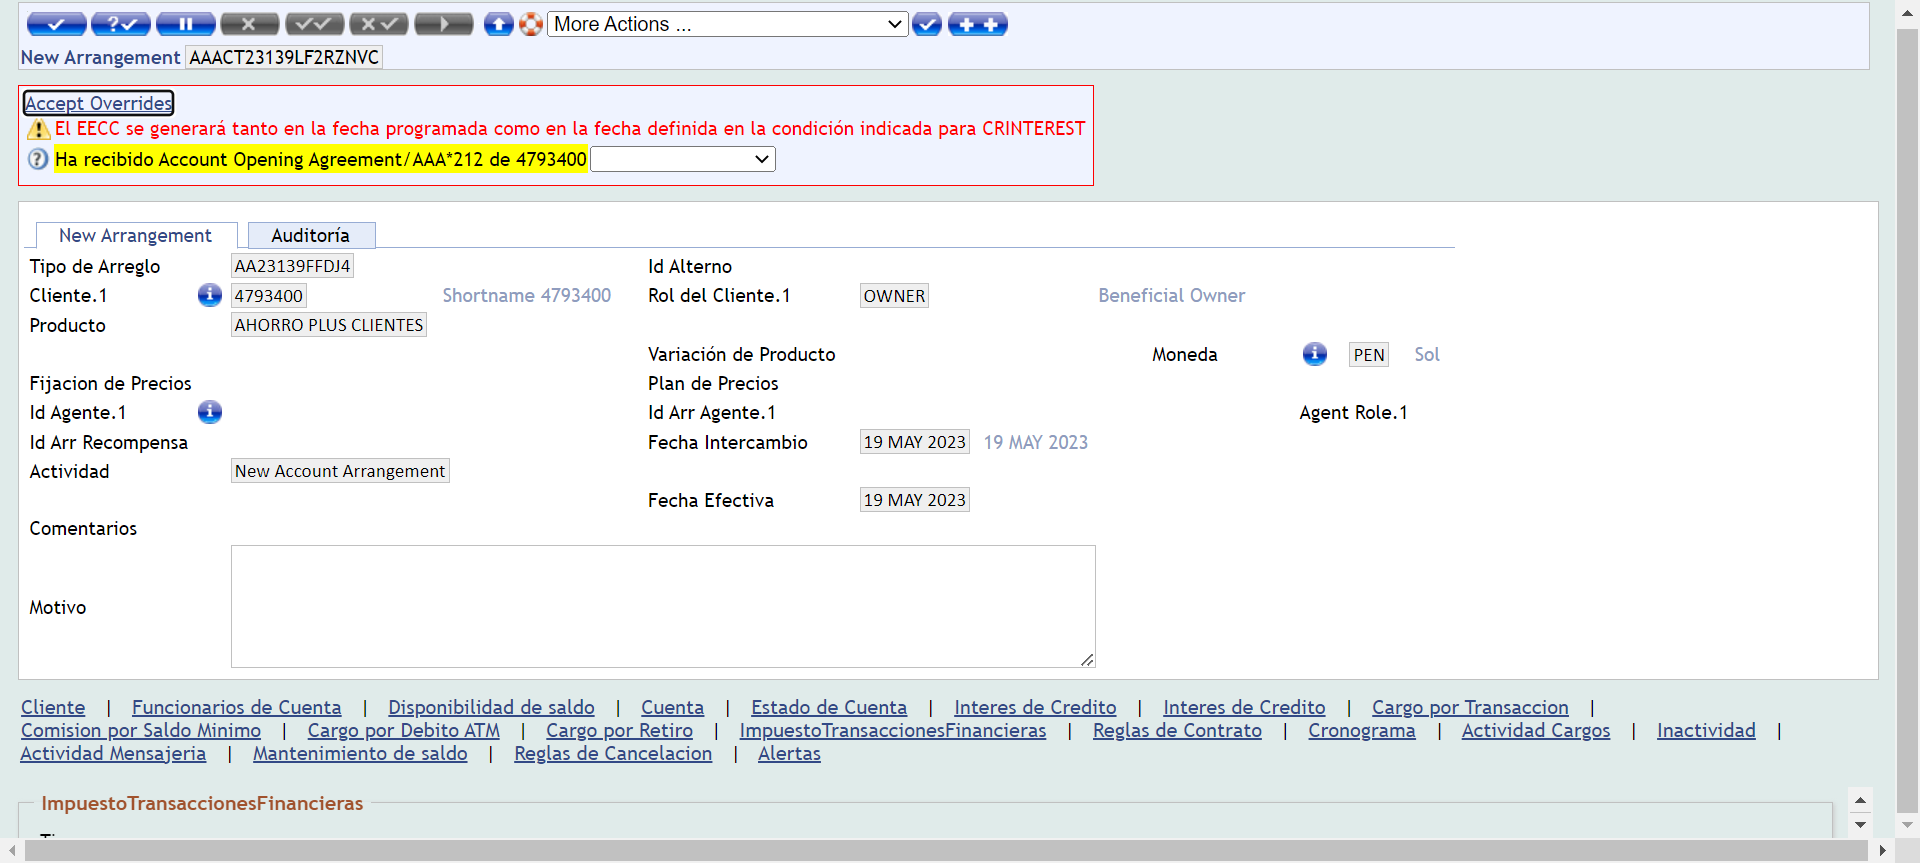 More Actions ...
New Arrangement AAACT23139LF2RZNVC
Accept Overrides
El EECC se generará tanto en la fecha programada como en la fecha definida en la condición indicada para CRINTEREST
Ha recibido Account Opening Agreement/AAA*212 de 4793400
New Arrangement Auditoría
Tipo de Arreglo AA23139FFDJ4 Id Alterno
Cliente.1 4793400 Shortname 4793400 Rol del Cliente.1 OWNER Beneficial Owner
Producto AHORRO PLUS CLIENTES
Variación de Producto Moneda PEN Sol
Fijacion de Precios Plan de Precios
Id Agente.1 Id Arr Agente.1 Agent Role.1
Id Arr Recompensa Fecha Intercambio 19 MAY 2023 19 MAY 2023
Actividad New Account Arrangement
Fecha Efectiva 19 MAY 2023
Comentarios
Motivo
Cliente | Funcionarios de Cuenta | Disponibilidad de saldo | Cuenta | Estado de Cuenta | Interes de Credito | Interes de Credito | Cargo por Transaccion |
Comision por Saldo Minimo | Cargo por Debito ATM | Cargo por Retiro | ImpuestoTransaccionesFinancieras | Reglas de Contrato | Cronograma | Actividad Cargos | Inactividad |
Actividad Mensajeria | Mantenimiento de saldo | Reglas de Cancelacion | Alertas
ImpuestoTransaccionesFinancieras